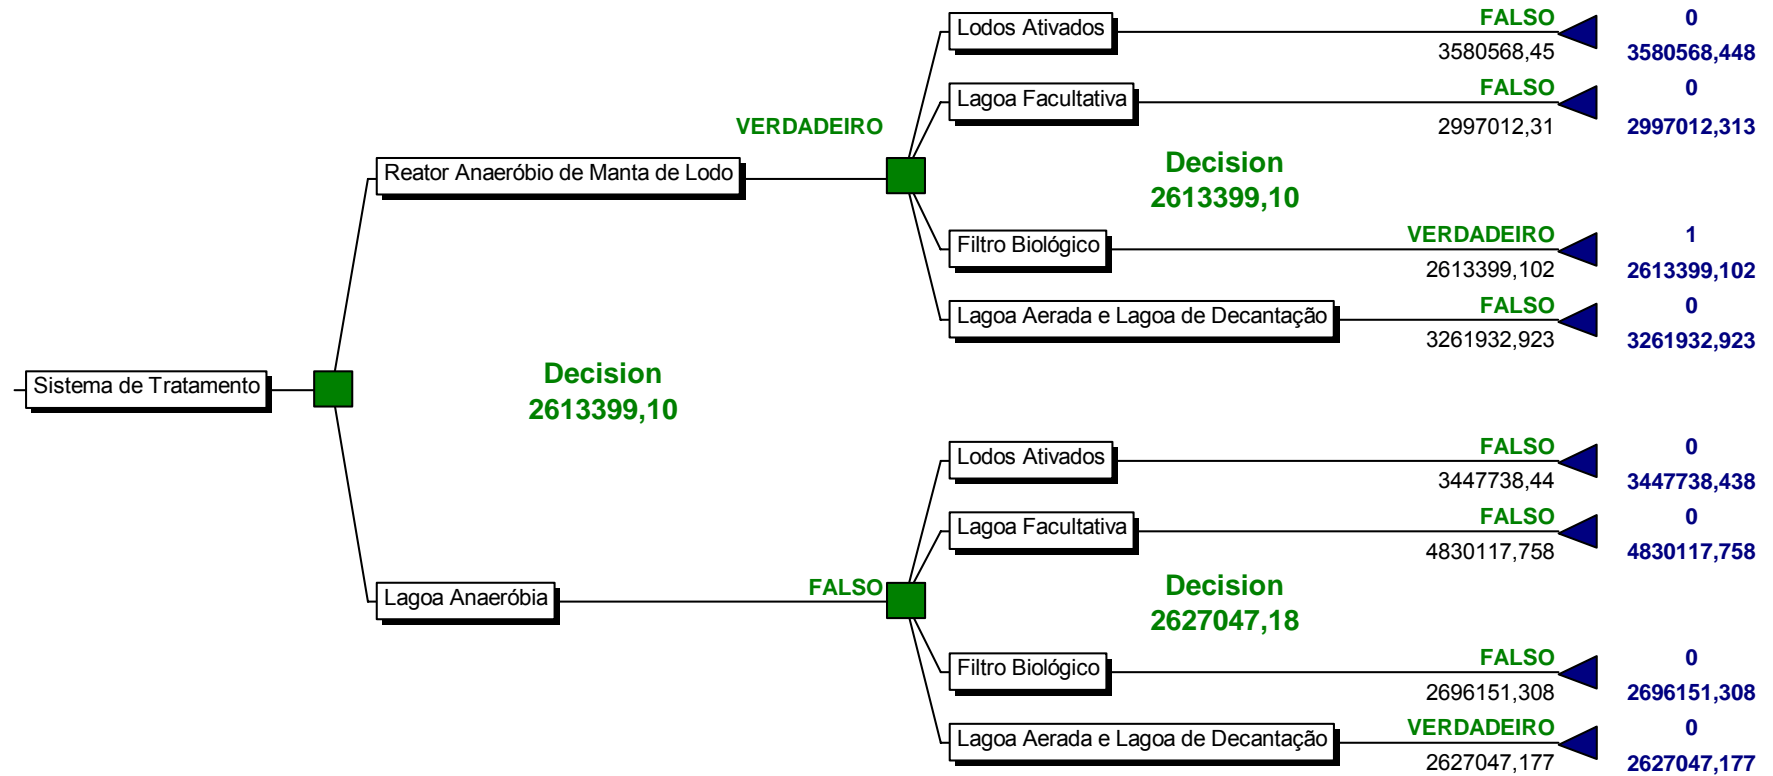 Lodos Ativados
FALSO
0
3580568,45
3580568,448
Lagoa Facultativa
FALSO
0
2997012,31
2997012,313
VERDADEIRO
Reator Anaeróbio de Manta de Lodo
Decision
2613399,10
Filtro Biológico
VERDADEIRO
1
2613399,102
2613399,102
Lagoa Aerada e Lagoa de Decantação
FALSO
0
3261932,923
3261932,923
Sistema de Tratamento
Decision
2613399,10
Lodos Ativados
FALSO
0
3447738,44
3447738,438
Lagoa Facultativa
FALSO
0
4830117,758
4830117,758
Lagoa Anaeróbia
FALSO
Decision
2627047,18
Filtro Biológico
FALSO
0
2696151,308
2696151,308
Lagoa Aerada e Lagoa de Decantação
VERDADEIRO
0
2627047,177
2627047,177